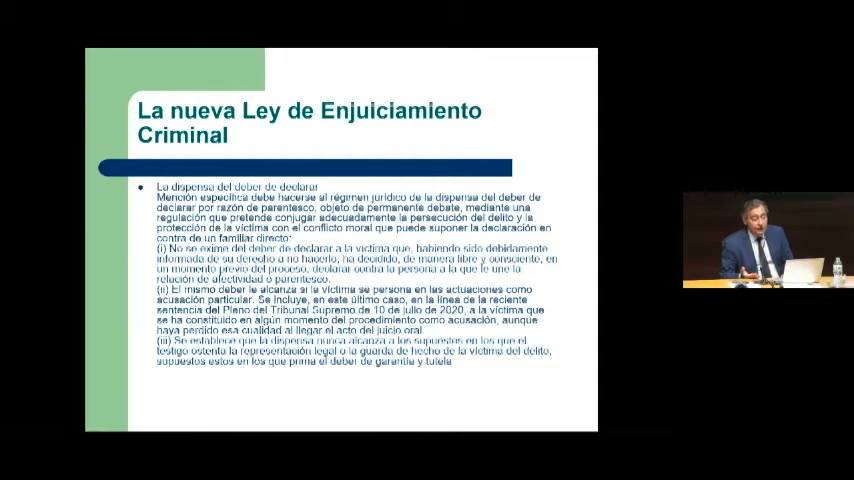 La nueva Ley de Enjuiciamiento
Criminal
La dispensa del deber de declarar
Mención específica debe hacerse al régimen jurídico de la dispensa del deber de
declarar por razón de parentesco, objeto de permanente debate, mediante una
regulación que pretende conjugar adecuadamente la persecución del delito y la
protección de la víctima con el conflicto moral que puede suponer la declaración en
contra de un familiar directo:
(i) No se exime del deber de declarar a la víctima que, habiendo sido debidamente
informada de su derecho a no hacerlo, ha decidido, de manera libre y consciente, en
un momento previo del proceso, declarar contra la persona a la que le une la
relación de afectividad o parentesco.
(ii) El mismo deber le alcanza si la víctima se persona en las actuaciones como
acusación particular. Se incluye, en este último caso, en la línea de la reciente
sentencia del Pleno del Tribunal Supremo de 10 de julio de 2020, a la víctima que
se ha constituido en algún momento del procedimiento como acusación, aunque
haya perdido esa cualidad al llegar el acto del juicio oral.
(iii) Se establece que la dispensa nunca alcanza a los supuestos en los que el
testigo ostenta la representación legal o la guarda de hecho de la víctima del delito,
supuestos estos en los que prima el deber de garantía y tutela